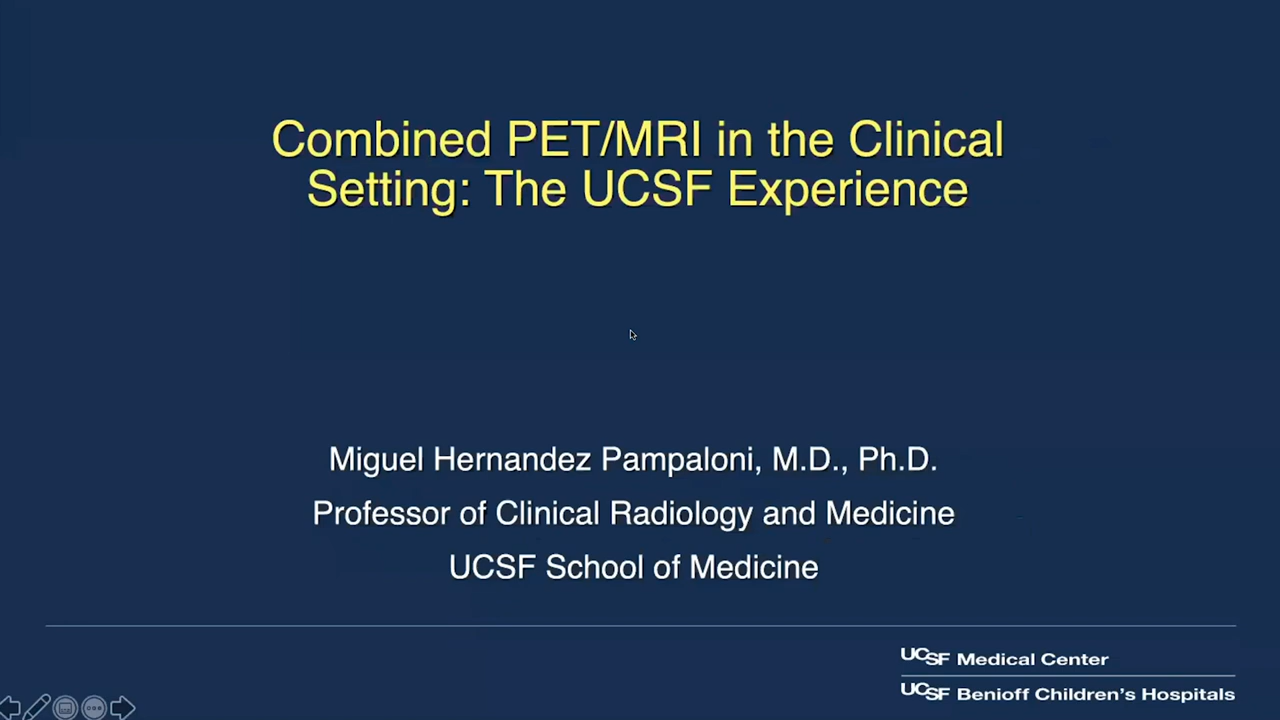 Combined PET/MRI in the Clinical
Setting: The UCSF Experience
Miguel Hernandez Pampaloni, M.D., Ph.D.
Professor of Clinical Radiology and Medicine
UCSF School of Medicine
UCSF Medical Center
UCSF Benioff Children's Hospitals